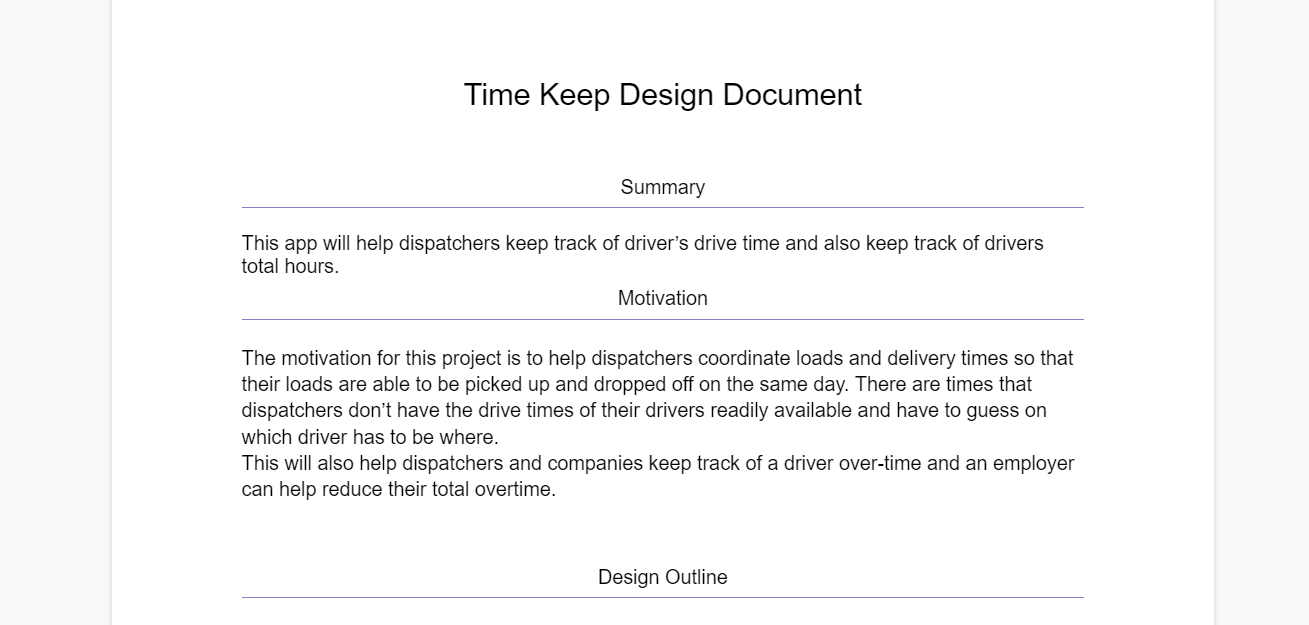 Time Keep Design Document
Summary
This app will help dispatchers keep track of driver’s drive time and also keep track of drivers
total hours.
Motivation
The motivation for this project is to help dispatchers coordinate loads and delivery times so that
their loads are able to be picked up and dropped off on the same day. There are times that
dispatchers don’t have the drive times of their drivers readily available and have to guess on
which driver has to be where.
This will also help dispatchers and companies keep track of a driver over-time and an employer
can help reduce their total overtime.
Design Outline